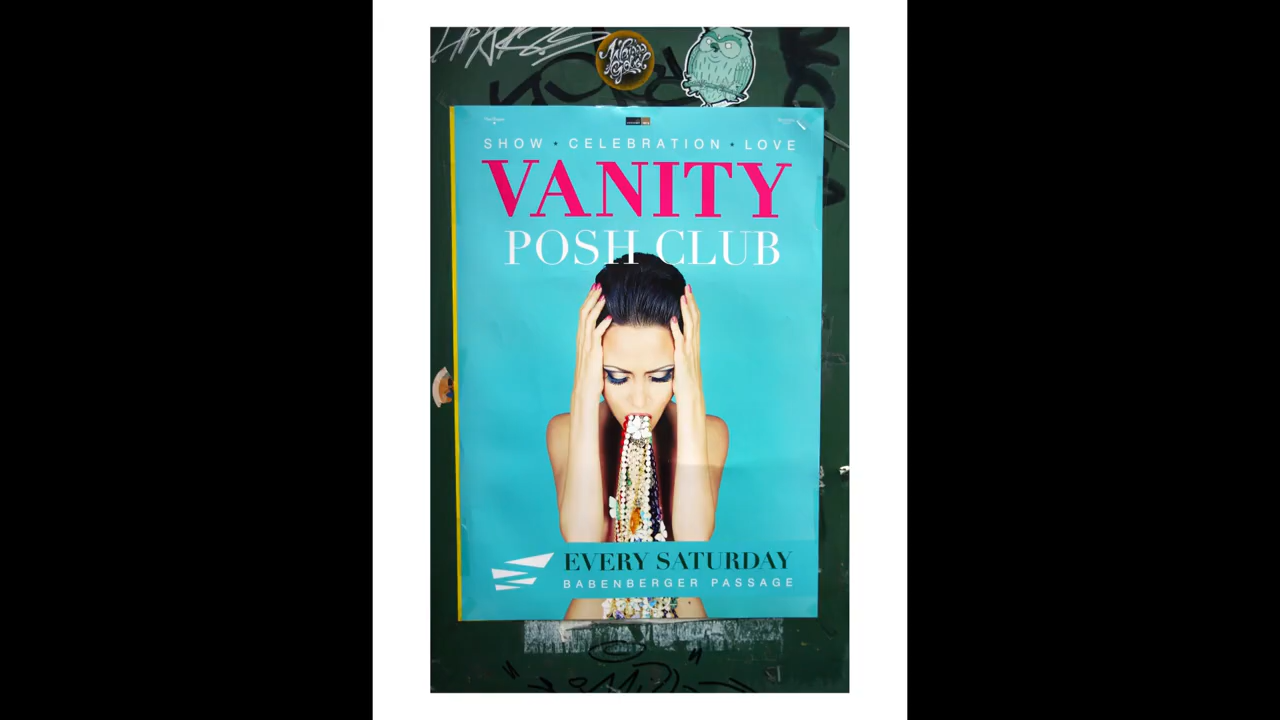 SHOW • CELEBRATION • LOVE
VANITY
POSH CLUB
EVERY SATURDAY
BABENBERGER PASSAGE